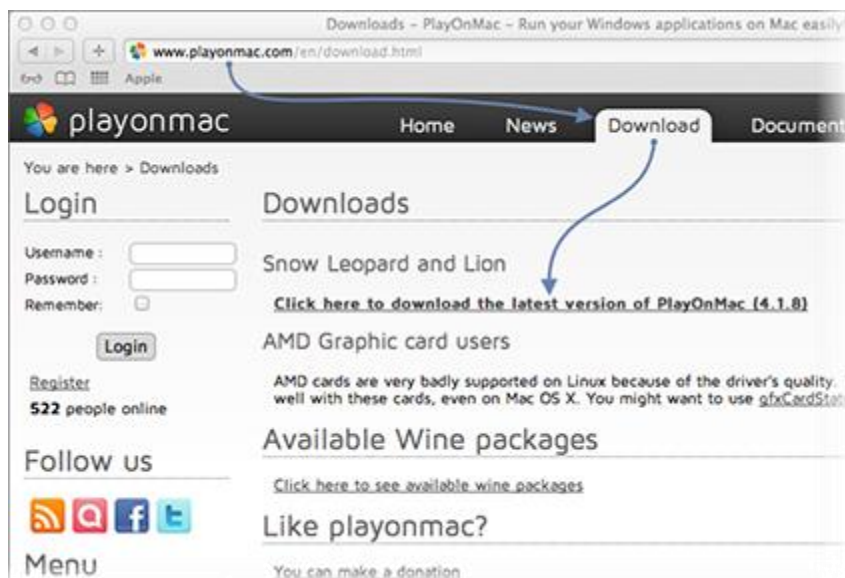 Downloads – PlayOnMac – Run your Windows applications on Mac easily!
www.playonmac.com/en/download.html
Apple
playonmac
Home News Download Document
You are here > Downloads
Login
Username :
Password :
Remember:
Login
Register
522 people online
Follow us
Menu
Downloads
Snow Leopard and Lion
Click here to download the latest version of PlayOnMac (4.1.8)
AMD Graphic card users
AMD cards are very badly supported on Linux because of the driver's quality.
well with these cards, even on Mac OS X. You might want to use gfxCardStat
Available Wine packages
Click here to see available wine packages
Like playonmac?
You can make a donation